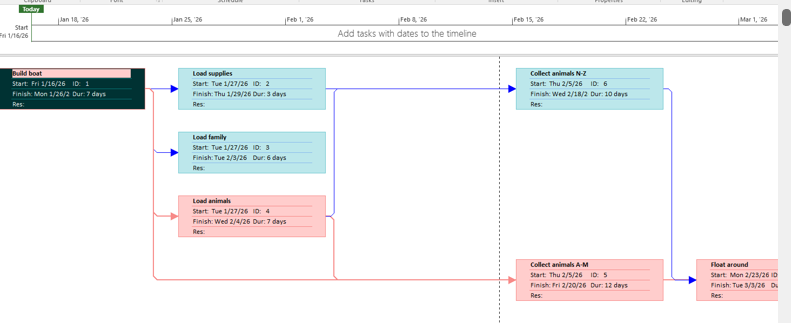 Clipboard Font Schedule Tasks Insert Properties Editing
Today
Jan 18, '26 Jan 25, '26 Feb 1, '26 Feb 8, '26 Feb 15, '26 Feb 22, '26 Mar 1, '26
Start
Fri 1/16/26
Add tasks with dates to the timeline
Build boat
Start: Fri 1/16/26 ID: 1
Finish: Mon 1/26/2 Dur: 7 days
Res:
Load supplies
Start: Tue 1/27/26 ID: 2
Finish: Thu 1/29/26 Dur: 3 days
Res:
Collect animals N-Z
Start: Thu 2/5/26 ID: 6
Finish: Wed 2/18/2 Dur: 10 days
Res:
Load family
Start: Tue 1/27/26 ID: 3
Finish: Tue 2/3/26 Dur: 6 days
Res:
Load animals
Start: Tue 1/27/26 ID: 4
Finish: Wed 2/4/26 Dur: 7 days
Res:
Collect animals A-M
Start: Thu 2/5/26 ID: 5
Finish: Fri 2/20/26 Dur: 12 days
Res:
Float around
Start: Mon 2/23/26 ID
Finish: Tue 3/3/26 Du
Res: